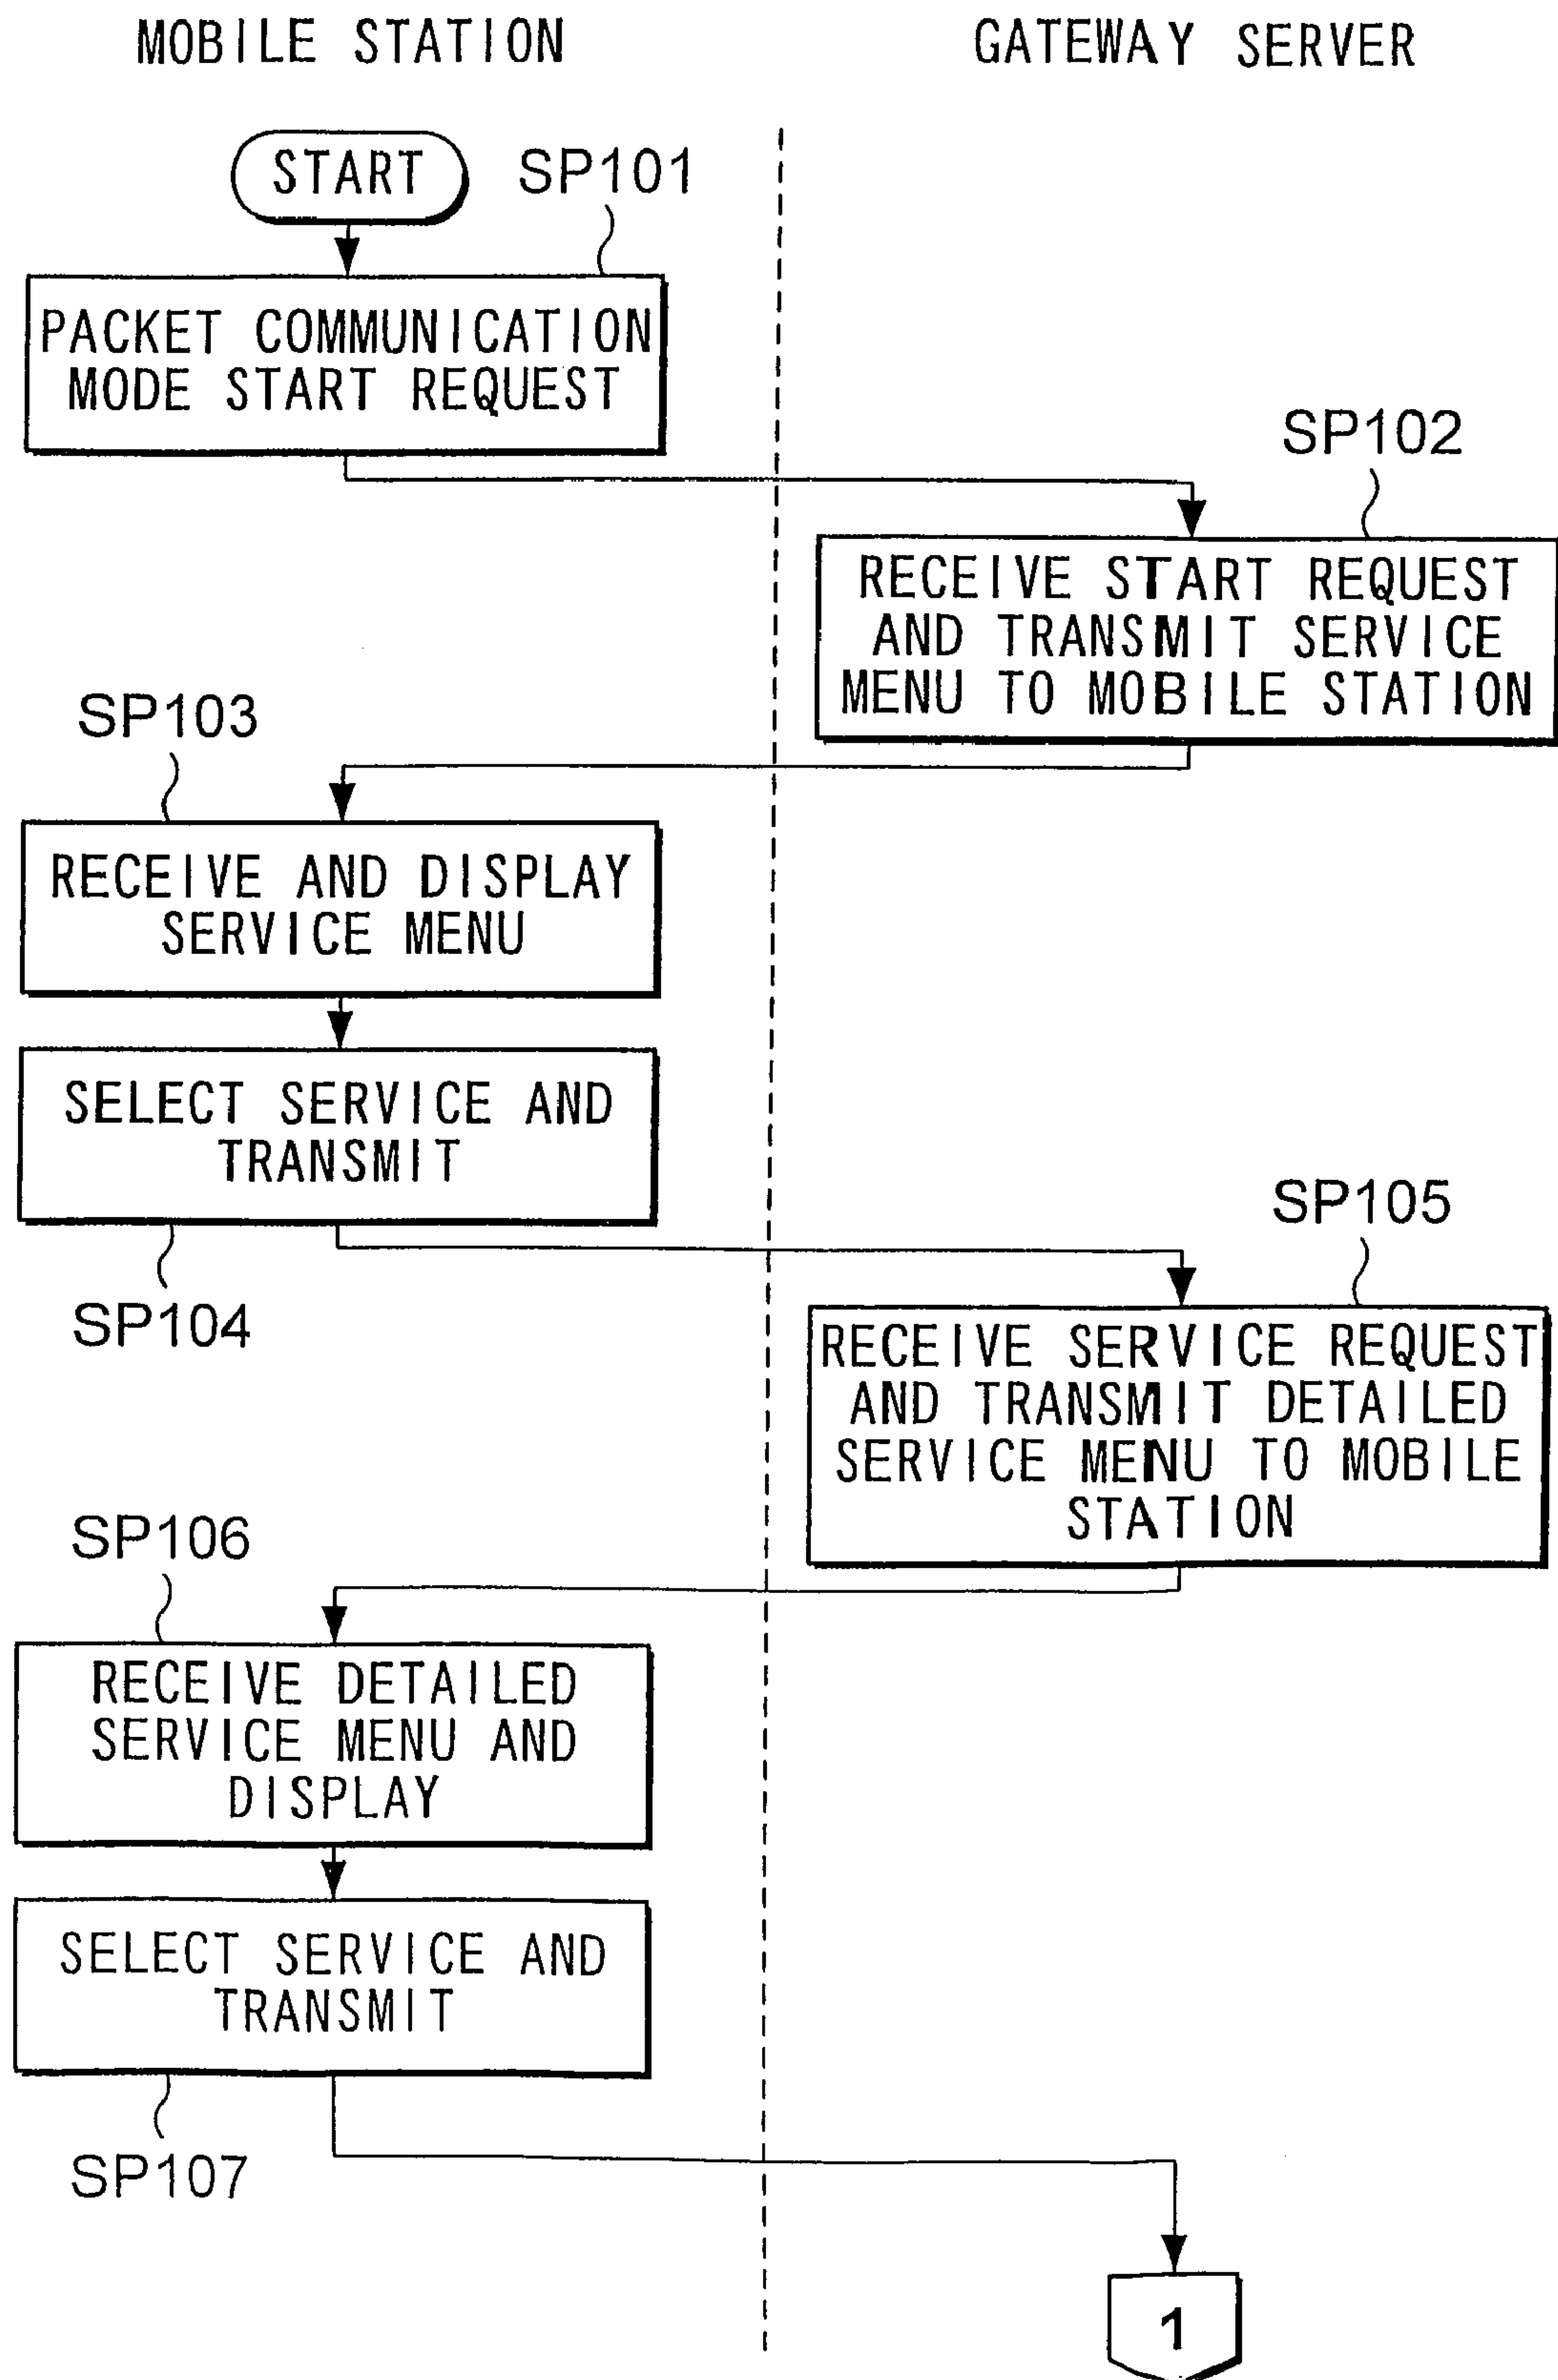 MOBILE STATION
GATEWAY SERVER
START
SP101
PACKET COMMUNICATION
MODE START REQUEST
SP102
RECEIVE START REQUEST
AND TRANSMIT SERVICE
MENU TO MOBILE STATION
SP103
RECEIVE AND DISPLAY
SERVICE MENU
SELECT SERVICE AND
TRANSMIT
SP104
SP105
RECEIVE SERVICE REQUEST
AND TRANSMIT DETAILED
SERVICE MENU TO MOBILE
STATION
SP106
RECEIVE DETAILED
SERVICE MENU AND
DISPLAY
SELECT SERVICE AND
TRANSMIT
SP107
1